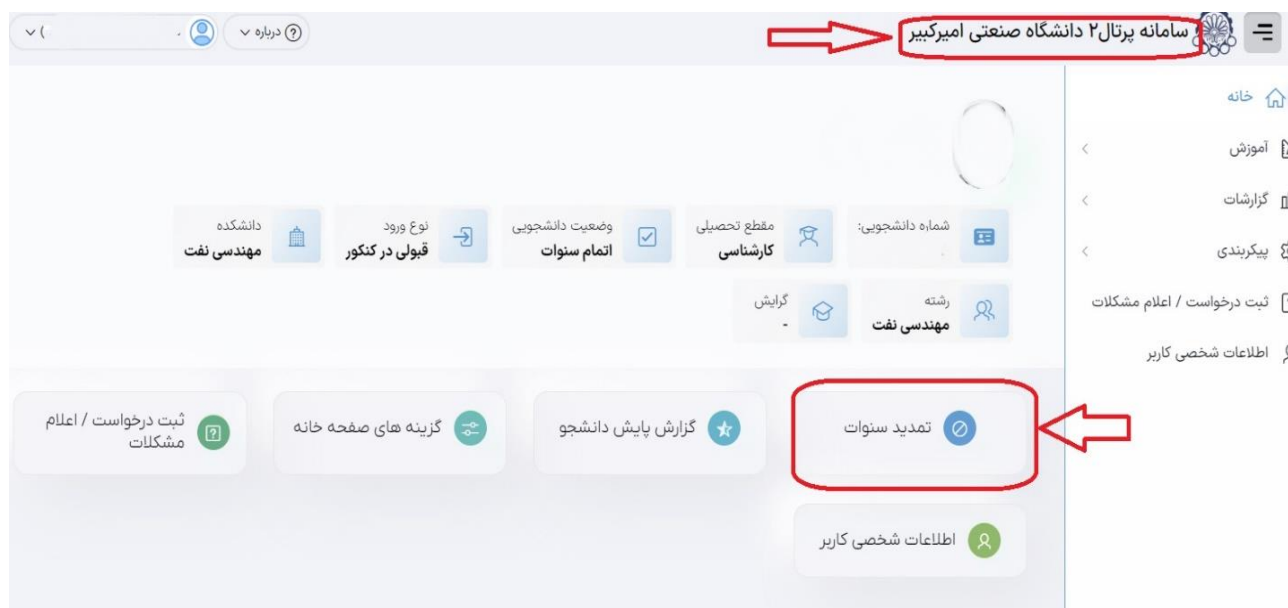 سامانه پرتال۲ دانشگاه صنعتی امیرکبیر
درباره
خانه
آموزش
گزارشات
پیکربندی
ثبت درخواست / اعلام مشکلات
اطلاعات شخصی کاربر
شماره دانشجویی:
مقطع تحصیلی
کارشناسی
وضعیت دانشجویی
اتمام سنوات
نوع ورود
قبولی در کنکور
دانشکده
مهندسی نفت
رشته
مهندسی نفت
گرایش
-
تمدید سنوات
گزارش پایش دانشجو
گزینه های صفحه خانه
ثبت درخواست / اعلام
مشکلات
اطلاعات شخصی کاربر